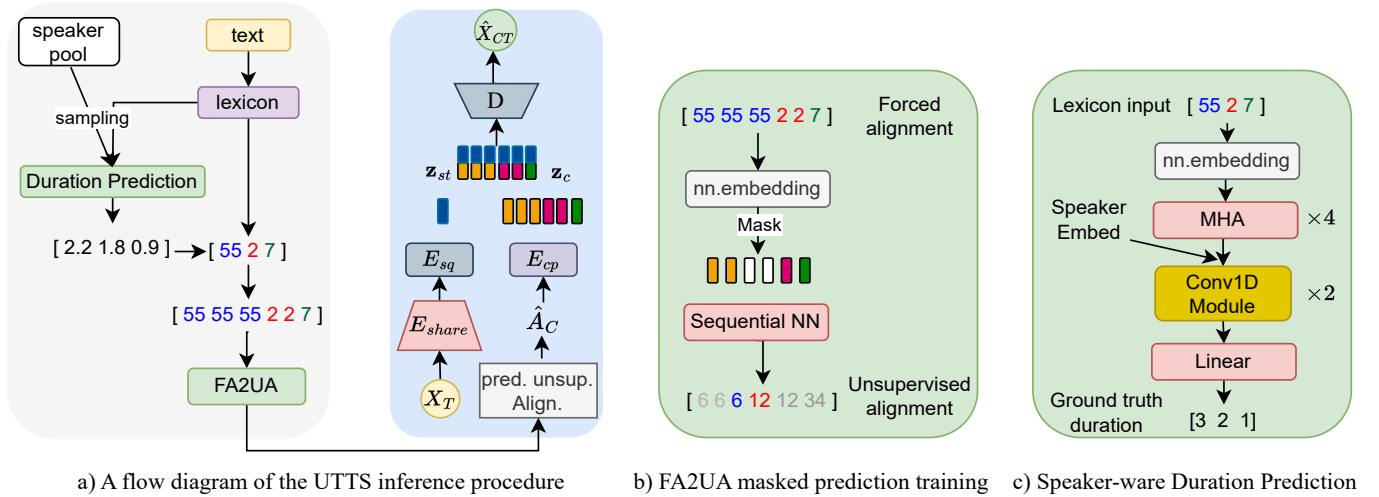 speaker
pool
text
lexicon
sampling
Duration Prediction
[ 2.2 1.8 0.9 ]
[ 55 2 7 ]
[ 55 55 55 2 2 7 ]
FA2UA
X̂_CT
D
z_st
z_c
E_sq
E_cp
E_share
Â_C
X_T
pred. unsup.
Align.
a) A flow diagram of the UTTS inference procedure
[ 55 55 55 2 2 7 ]
Forced
alignment
nn.embedding
Mask
Sequential NN
[ 6 6 6 12 12 34 ]
Unsupervised
alignment
b) FA2UA masked prediction training
Lexicon input
[ 55 2 7 ]
nn.embedding
MHA
×4
Speaker
Embed
Conv1D
Module
×2
Linear
Ground truth
duration
[3 2 1]
c) Speaker-ware Duration Prediction